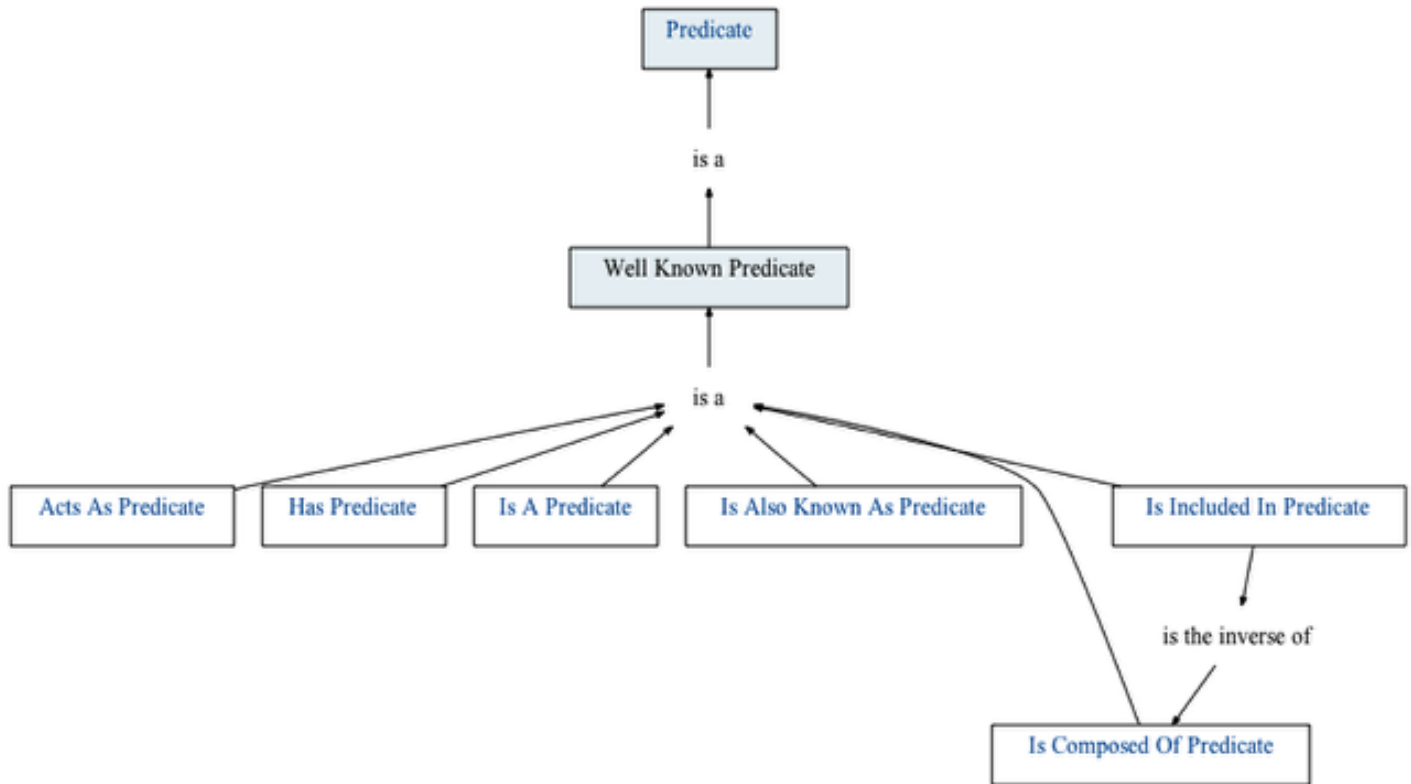 Predicate
is a
Well Known Predicate
is a
Acts As Predicate
Has Predicate
Is A Predicate
Is Also Known As Predicate
Is Included In Predicate
is the inverse of
Is Composed Of Predicate